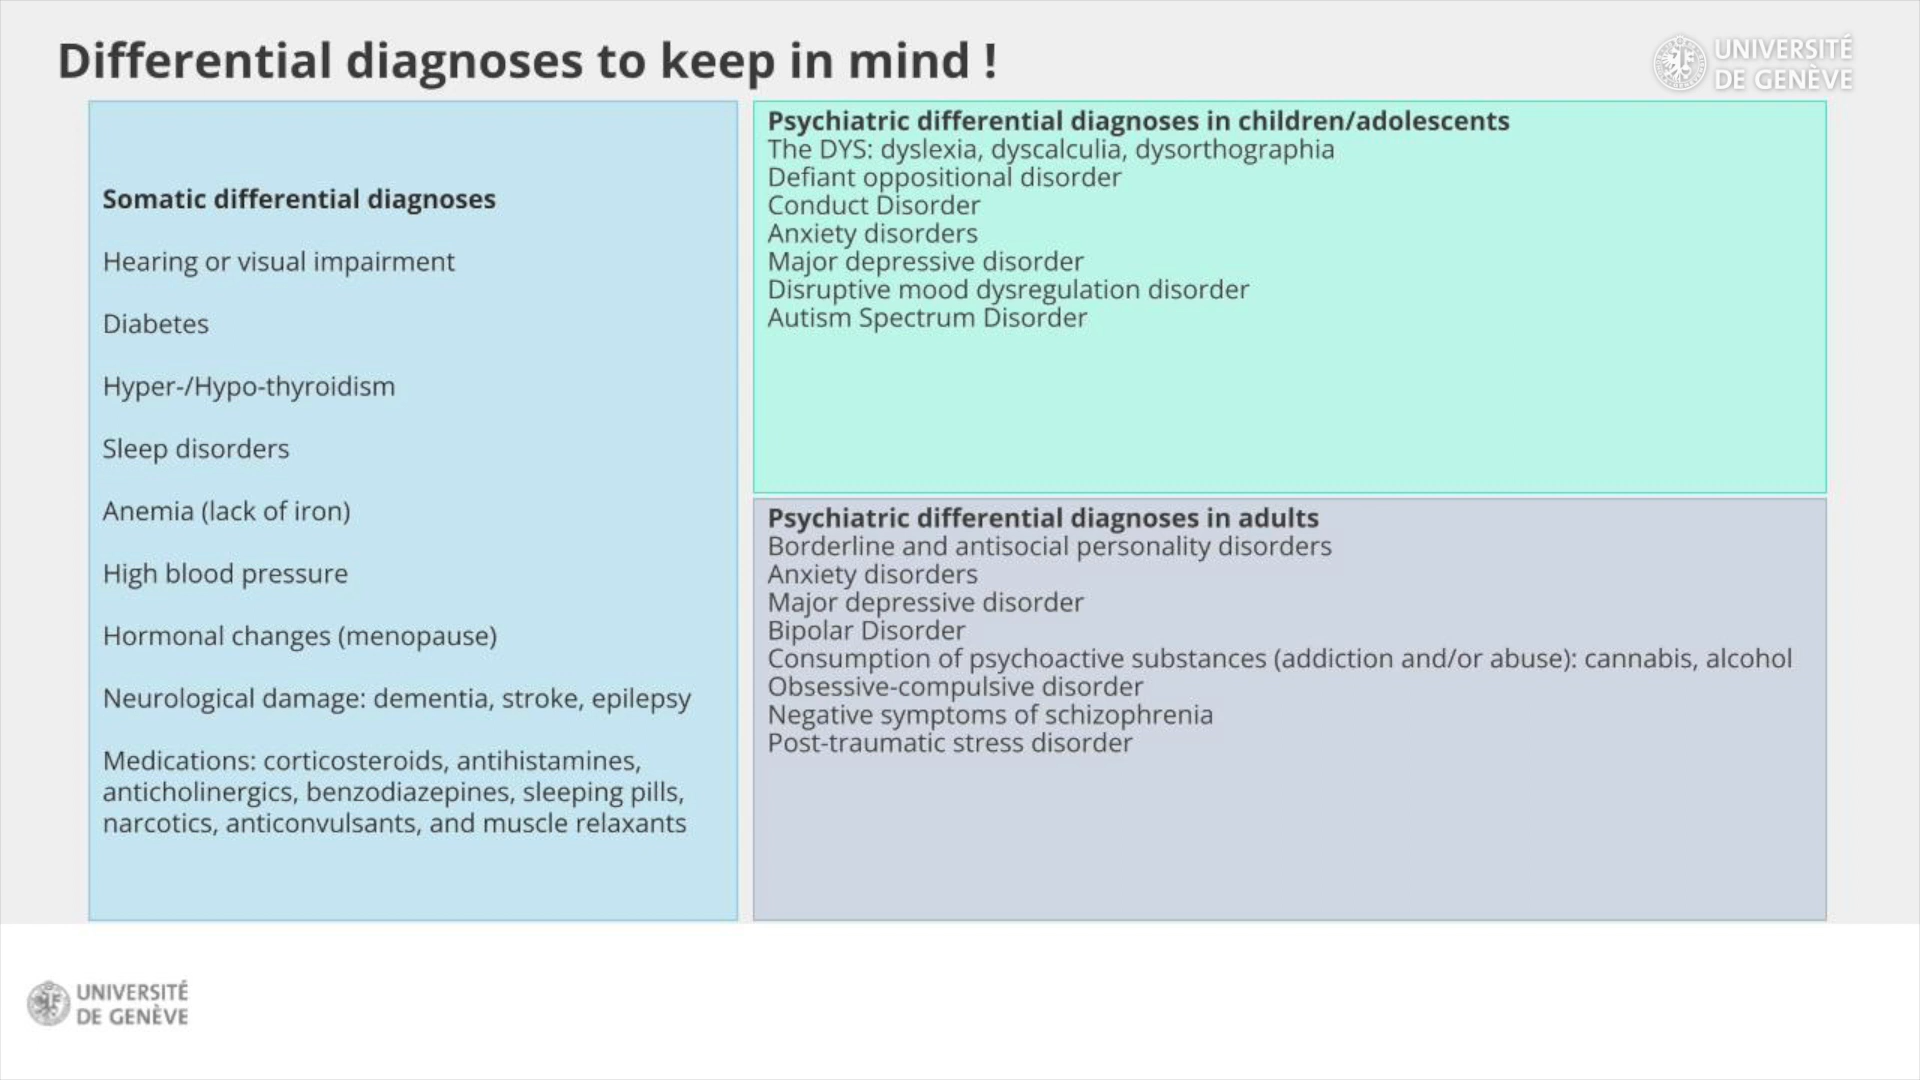 Differential diagnoses to keep in mind !
UNIVERSITÉ
DE GENÈVE
Somatic differential diagnoses
Hearing or visual impairment
Diabetes
Hyper-/Hypo-thyroidism
Sleep disorders
Anemia (lack of iron)
High blood pressure
Hormonal changes (menopause)
Neurological damage: dementia, stroke, epilepsy
Medications: corticosteroids, antihistamines,
anticholinergics, benzodiazepines, sleeping pills,
narcotics, anticonvulsants, and muscle relaxants
Psychiatric differential diagnoses in children/adolescents
The DYS: dyslexia, dyscalculia, dysorthographia
Defiant oppositional disorder
Conduct Disorder
Anxiety disorders
Major depressive disorder
Disruptive mood dysregulation disorder
Autism Spectrum Disorder
Psychiatric differential diagnoses in adults
Borderline and antisocial personality disorders
Anxiety disorders
Major depressive disorder
Bipolar Disorder
Consumption of psychoactive substances (addiction and/or abuse): cannabis, alcohol
Obsessive-compulsive disorder
Negative symptoms of schizophrenia
Post-traumatic stress disorder
UNIVERSITÉ
DE GENÈVE